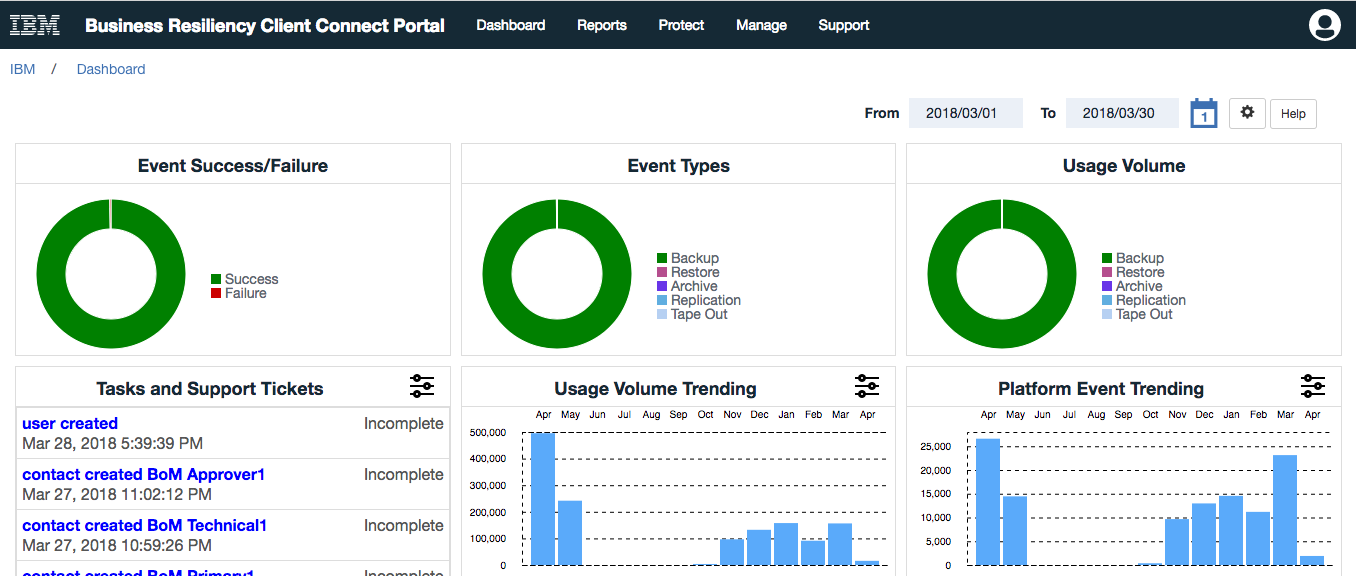 IBM Business Resiliency Client Connect Portal Dashboard Reports Protect Manage Support
IBM / Dashboard
From 2018/03/01 To 2018/03/30 1 Help
Event Success/Failure
Success
Failure
Event Types
Backup
Restore
Archive
Replication
Tape Out
Usage Volume
Backup
Restore
Archive
Replication
Tape Out
Tasks and Support Tickets
user created Incomplete
Mar 28, 2018 5:39:39 PM
contact created BoM Approver1 Incomplete
Mar 27, 2018 11:02:12 PM
contact created BoM Technical1 Incomplete
Mar 27, 2018 10:59:26 PM
contact created BoM Primary1 Incomplete
Usage Volume Trending
Apr May Jun Jul Aug Sep Oct Nov Dec Jan Feb Mar Apr
500,000
400,000
300,000
200,000
100,000
0
Platform Event Trending
Apr May Jun Jul Aug Sep Oct Nov Dec Jan Feb Mar Apr
25,000
20,000
15,000
10,000
5,000
0